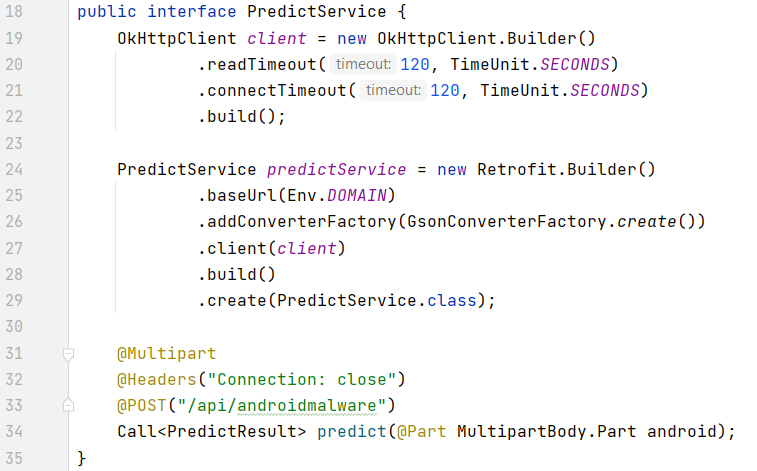 18 public interface PredictService {
19 OkHttpClient client = new OkHttpClient.Builder()
20 .readTimeout( timeout: 120, TimeUnit.SECONDS)
21 .connectTimeout( timeout: 120, TimeUnit.SECONDS)
22 .build();
23
24 PredictService predictService = new Retrofit.Builder()
25 .baseUrl(Env.DOMAIN)
26 .addConverterFactory(GsonConverterFactory.create())
27 .client(client)
28 .build()
29 .create(PredictService.class);
30
31 @Multipart
32 @Headers("Connection: close")
33 @POST("/api/androidmalware")
34 Call<PredictResult> predict(@Part MultipartBody.Part android);
35 }